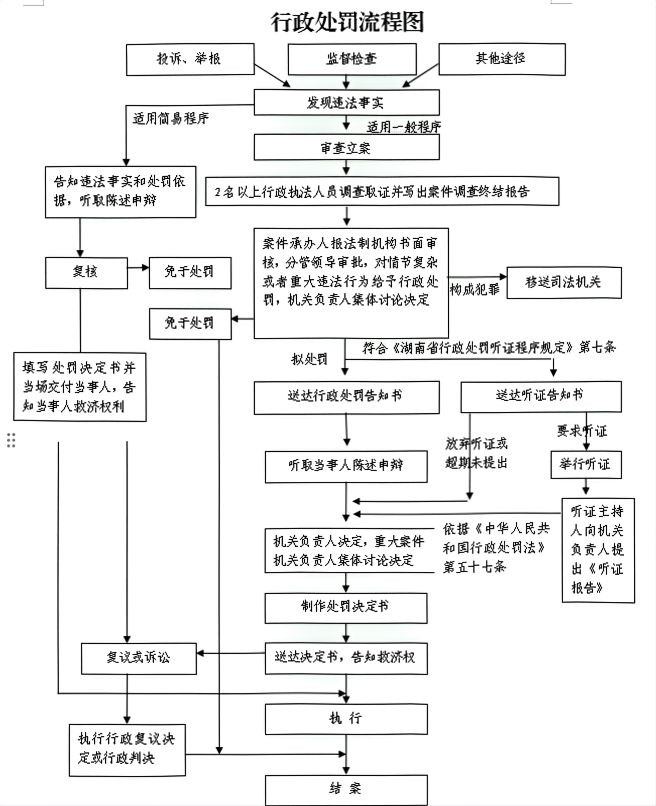 行政处罚流程图
投诉、举报
监督检查
其他途径
发现违法事实
适用简易程序
适用一般程序
审查立案
告知违法事实和处罚依
据，听取陈述申辩
2名以上行政执法人员调查取证并写出案件调查终结报告
案件承办人报法制机构书面审
核，分管领导审批，对情节复杂
或者重大违法行为给予行政处
罚，机关负责人集体讨论决定
复核
免于处罚
构成犯罪
移送司法机关
免于处罚
拟处罚
符合《湖南省行政处罚听证程序规定》第七条
填写处罚决定书并
当场交付当事人，告
知当事人救济权利
送达行政处罚告知书
送达听证告知书
放弃听证或
超期未提出
要求听证
听取当事人陈述申辩
举行听证
机关负责人决定，重大案件
机关负责人集体讨论决定
依据《中华人民共
和国行政处罚法》
第五十七条
听证主持
人向机关
负责人提
出《听证
报告》
制作处罚决定书
复议或诉讼
送达决定书，告知救济权
执行
执行行政复议决
定或行政判决
结案